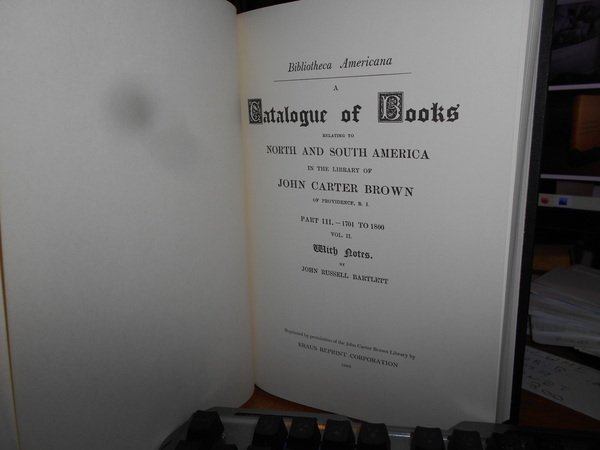 Bibliotheca Americana
A
Catalogue of Books
RELATING TO
NORTH AND SOUTH AMERICA
IN THE LIBRARY OF
JOHN CARTER BROWN
OF PROVIDENCE, R. I.
PART III.—1701 TO 1800
VOL. II.
With Notes.
BY
JOHN RUSSELL BARTLETT
Reprinted by permission of the John Carter Brown Library by
KRAUS REPRINT CORPORATION